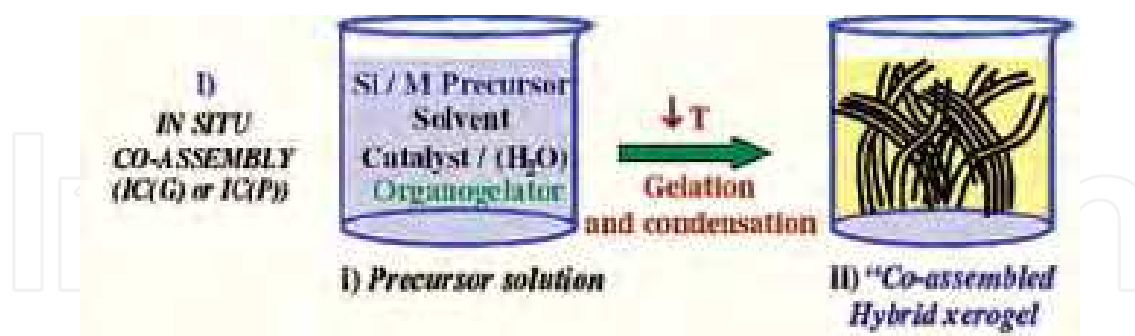 I)
IN SITU
CO-ASSEMBLY
(IC(G) or IC(P))
Si / M Precursor
Solvent
Catalyst / (H₂O)
Organogelator
i) Precursor solution
↓ T
Gelation
and condensation
II) “Co-assembled
Hybrid xerogel